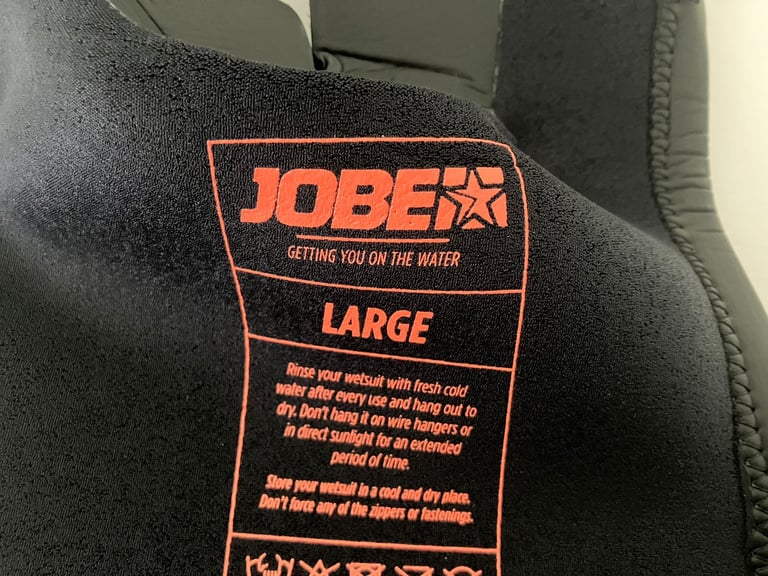 JOBE
GETTING YOU ON THE WATER
LARGE
Rinse your wetsuit with fresh cold
water after every use and hang out to
dry. Don't hang it on wire hangers or
in direct sunlight for an extended
period of time.
Store your wetsuit in a cool and dry place.
Don't force any of the zippers or fastenings.